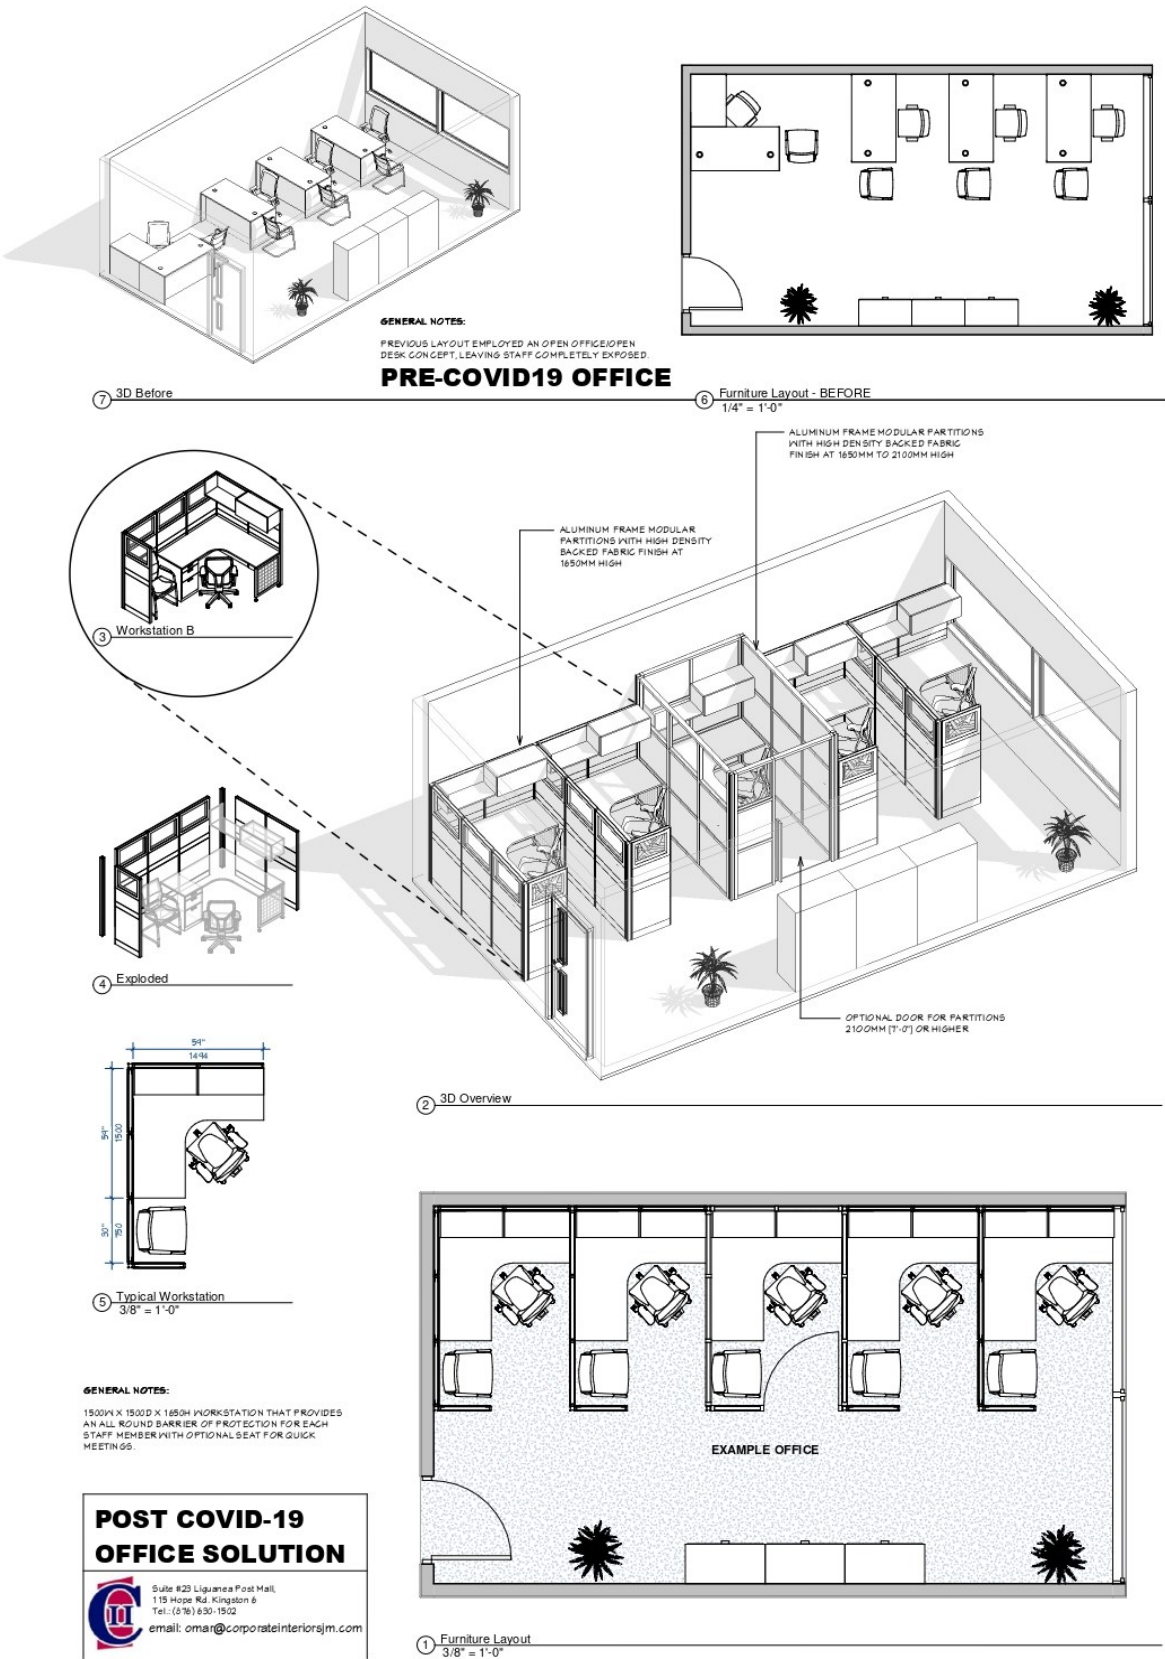 GENERAL NOTES:
PREVIOUS LAYOUT EMPLOYED AN OPEN OFFICE/OPEN
DESK CONCEPT, LEAVING STAFF COMPLETELY EXPOSED.
PRE-COVID19 OFFICE
7 3D Before
6 Furniture Layout - BEFORE
1/4" = 1'-0"
ALUMINUM FRAME MODULAR PARTITIONS
WITH HIGH DENSITY BACKED FABRIC
FINISH AT 1650MM TO 2100MM HIGH
ALUMINUM FRAME MODULAR
PARTITIONS WITH HIGH DENSITY
BACKED FABRIC FINISH AT
1650MM HIGH
3 Workstation B
4 Exploded
OPTIONAL DOOR FOR PARTITIONS
2100MM [7'-0"] OR HIGHER
2 3D Overview
59"
1494
59"
1500
30"
750
5 Typical Workstation
3/8" = 1'-0"
GENERAL NOTES:
1500W X 1500D X 1650H WORKSTATION THAT PROVIDES
AN ALL ROUND BARRIER OF PROTECTION FOR EACH
STAFF MEMBER WITH OPTIONAL SEAT FOR QUICK
MEETINGS.
EXAMPLE OFFICE
POST COVID-19
OFFICE SOLUTION
Suite #23 Liguanea Post Mall,
115 Hope Rd. Kingston 6
Tel.: (876) 630-1502
email: omar@corporateinteriorsjm.com
1 Furniture Layout
3/8" = 1'-0"